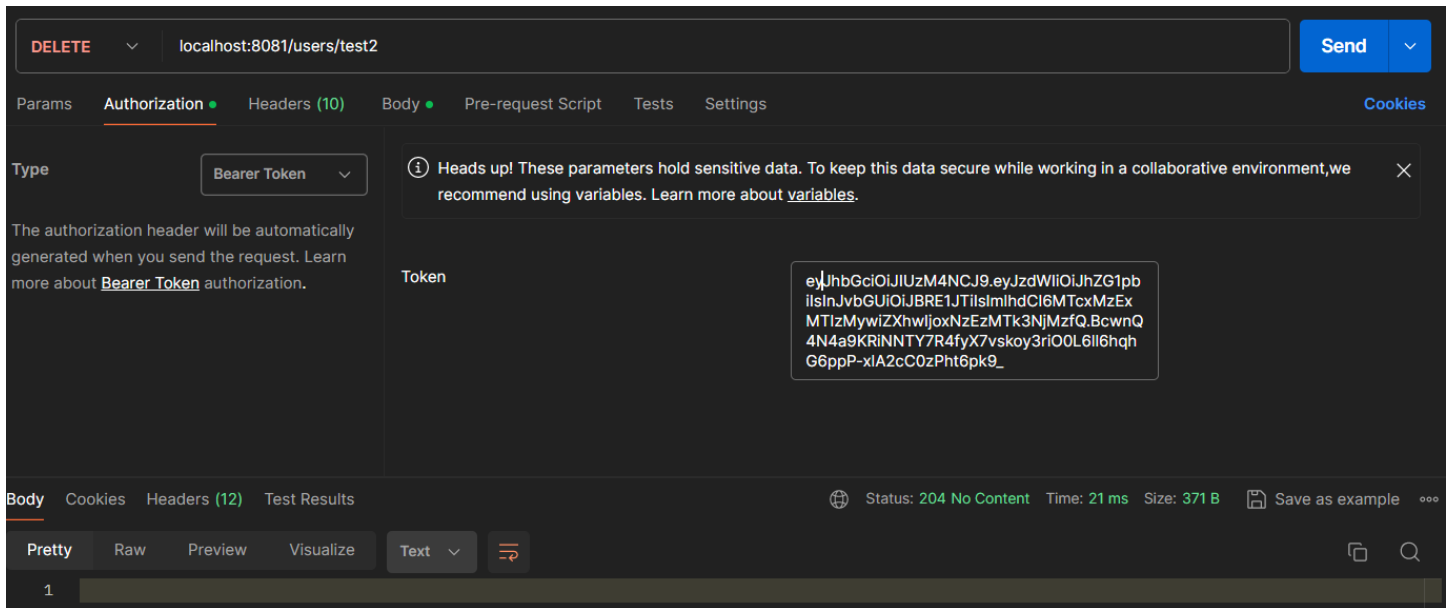 DELETE localhost:8081/users/test2 Send
Params Authorization Headers (10) Body Pre-request Script Tests Settings Cookies
Type
Bearer Token
The authorization header will be automatically
generated when you send the request. Learn
more about Bearer Token authorization.
Heads up! These parameters hold sensitive data. To keep this data secure while working in a collaborative environment,we
recommend using variables. Learn more about variables.
Token
eyJhbGciOiJIUzM4NCJ9.eyJzdWIiOiJhZG1pb
iIsInJvbGUiOiJBRE1JTiIsImlhdCI6MTcxMzEx
MTIzMywiZXhwIjoxNzEzMTk3NjMzfQ.BcwnQ
4N4a9KRiNNTY7R4fyX7vskoy3riO0L6Il6hqh
G6ppP-xIA2cC0zPht6pk9_
Body Cookies Headers (12) Test Results Status: 204 No Content Time: 21 ms Size: 371 B Save as example
Pretty Raw Preview Visualize Text
1